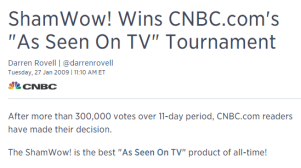 ShamWow! Wins CNBC.com's
"As Seen On TV" Tournament
Darren Rovell | @darrenrovell
Tuesday, 27 Jan 2009 | 11:10 AM ET
CNBC
After more than 300,000 votes over 11-day period, CNBC.com readers
have made their decision.
The ShamWow! is the best "As Seen On TV" product of all-time!